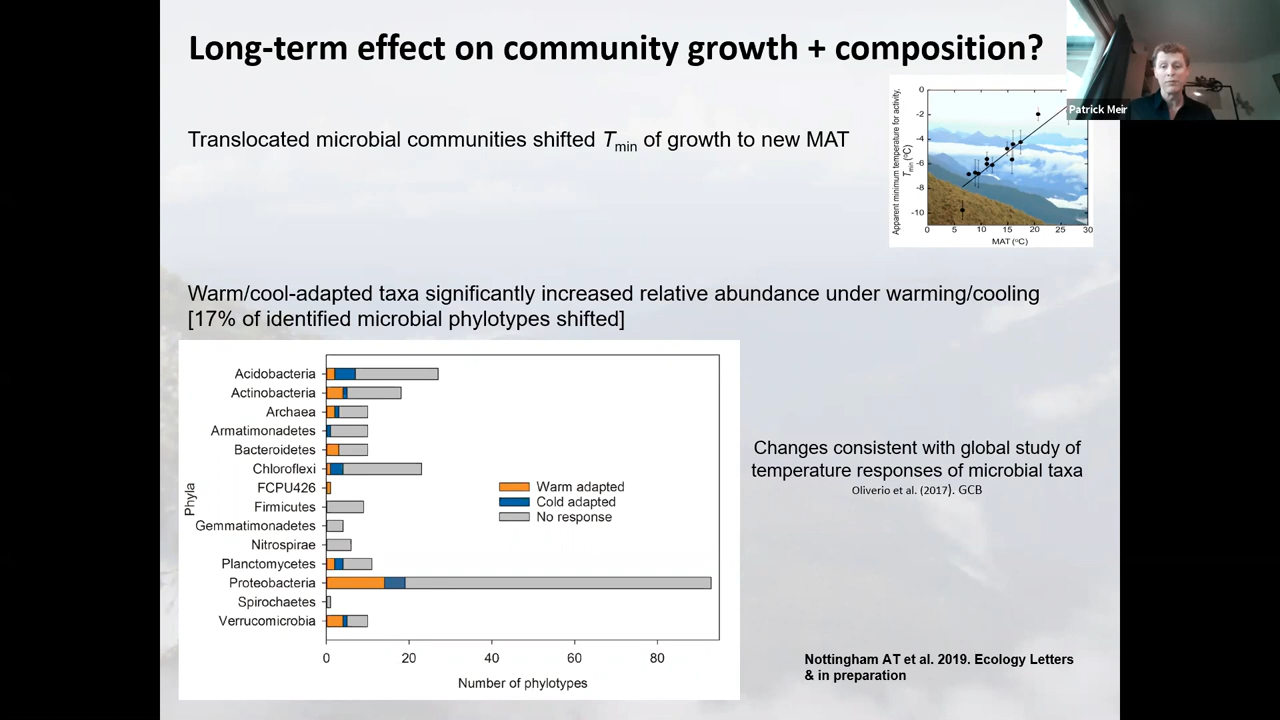 Long-term effect on community growth + composition?
Patrick Meir
Translocated microbial communities shifted Tmin of growth to new MAT
Apparent minimum temperature for activity,
Tmin (°C)
0
-2
-4
-6
-8
-10
0 5 10 15 20 25 30
MAT (°C)
Warm/cool-adapted taxa significantly increased relative abundance under warming/cooling
[17% of identified microbial phylotypes shifted]
Phyla
Acidobacteria
Actinobacteria
Archaea
Armatimonadetes
Bacteroidetes
Chloroflexi
FCPU426
Firmicutes
Gemmatimonadetes
Nitrospirae
Planctomycetes
Proteobacteria
Spirochaetes
Verrucomicrobia
Warm adapted
Cold adapted
No response
0 20 40 60 80
Number of phylotypes
Changes consistent with global study of
temperature responses of microbial taxa
Oliverio et al. (2017). GCB
Nottingham AT et al. 2019. Ecology Letters
& in preparation